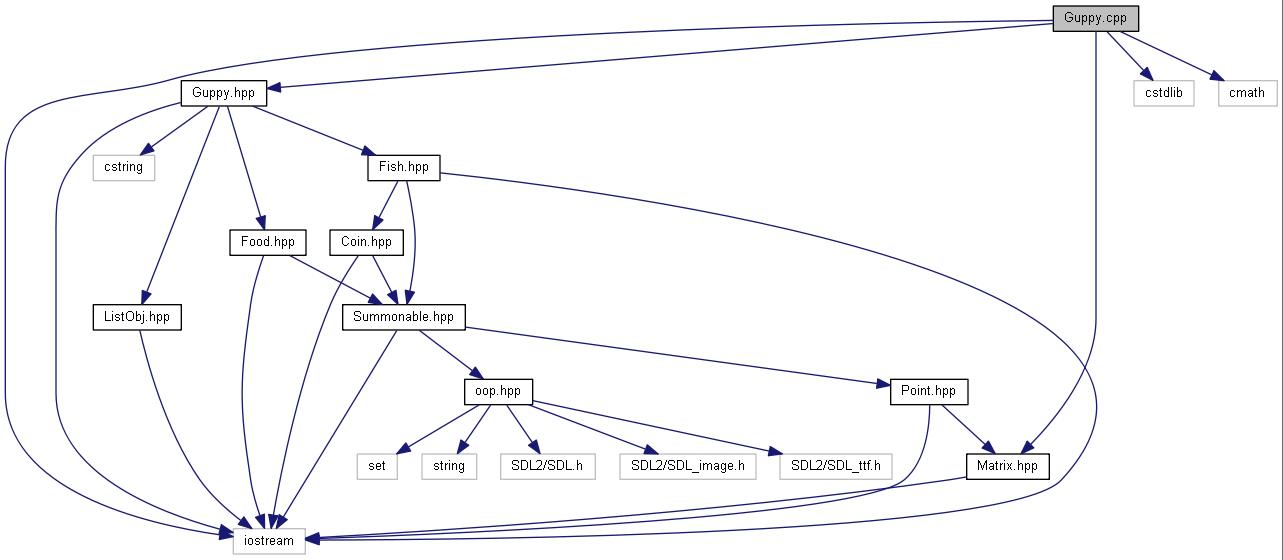 Guppy.cpp
Guppy.hpp
cstdlib
cmath
cstring
Fish.hpp
Food.hpp
Coin.hpp
ListObj.hpp
Summonable.hpp
oop.hpp
Point.hpp
set
string
SDL2/SDL.h
SDL2/SDL_image.h
SDL2/SDL_ttf.h
Matrix.hpp
iostream